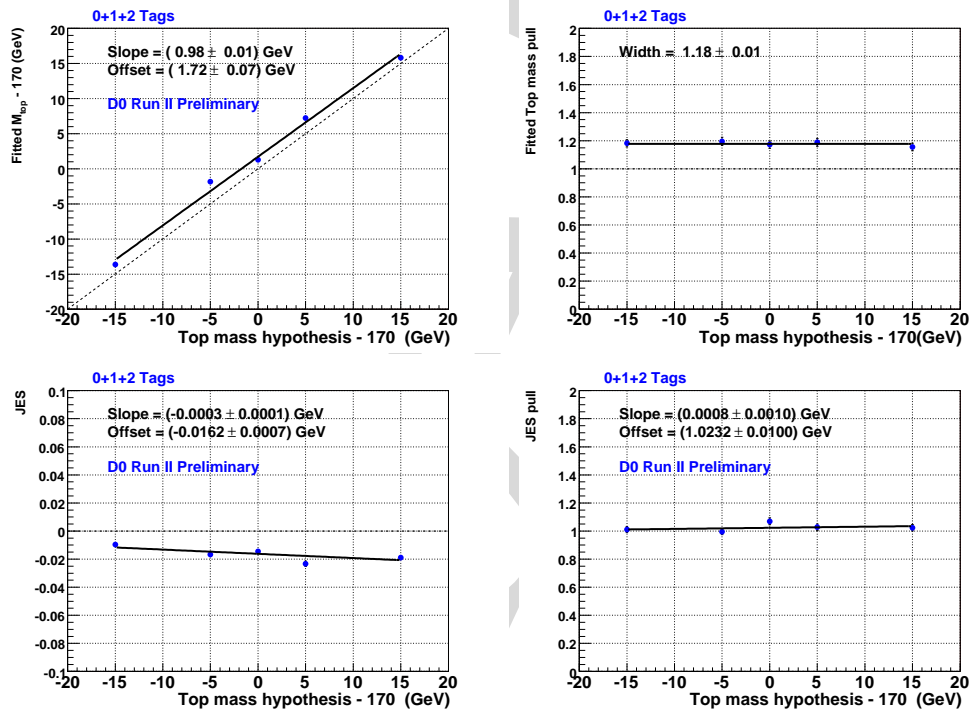 0+1+2 Tags
Fitted Mtop - 170 (GeV)
20
15
10
5
0
-5
-10
-15
-20
Slope = ( 0.98 ± 0.01) GeV
Offset = ( 1.72 ± 0.07) GeV
D0 Run II Preliminary
-20 -15 -10 -5 0 5 10 15 20
Top mass hypothesis - 170 (GeV)
0+1+2 Tags
Fitted Top mass pull
2
1.8
1.6
1.4
1.2
1
0.8
0.6
0.4
0.2
0
Width = 1.18 ± 0.01
-20 -15 -10 -5 0 5 10 15 20
Top mass hypothesis - 170(GeV)
0+1+2 Tags
JES
0.1
0.08
0.06
0.04
0.02
0
-0.02
-0.04
-0.06
-0.08
-0.1
Slope = (-0.0003 ± 0.0001) GeV
Offset = (-0.0162 ± 0.0007) GeV
D0 Run II Preliminary
-20 -15 -10 -5 0 5 10 15 20
Top mass hypothesis - 170 (GeV)
0+1+2 Tags
JES pull
2
1.8
1.6
1.4
1.2
1
0.8
0.6
0.4
0.2
0
Slope = (0.0008 ± 0.0010) GeV
Offset = (1.0232 ± 0.0100) GeV
D0 Run II Preliminary
-20 -15 -10 -5 0 5 10 15 20
Top mass hypothesis - 170 (GeV)